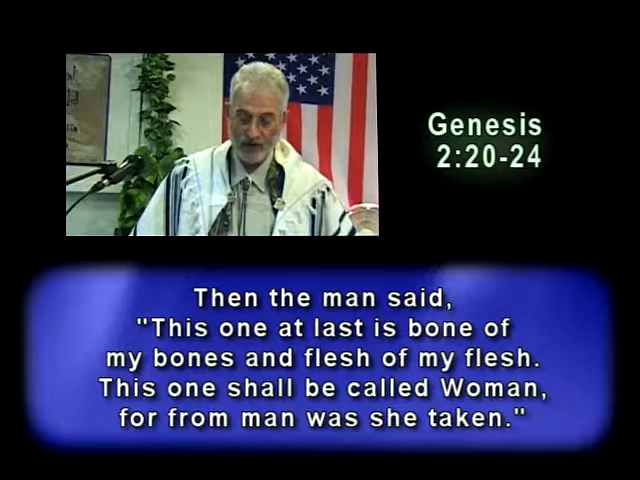 Genesis
2:20-24
Then the man said,
"This one at last is bone of
my bones and flesh of my flesh.
This one shall be called Woman,
for from man was she taken."